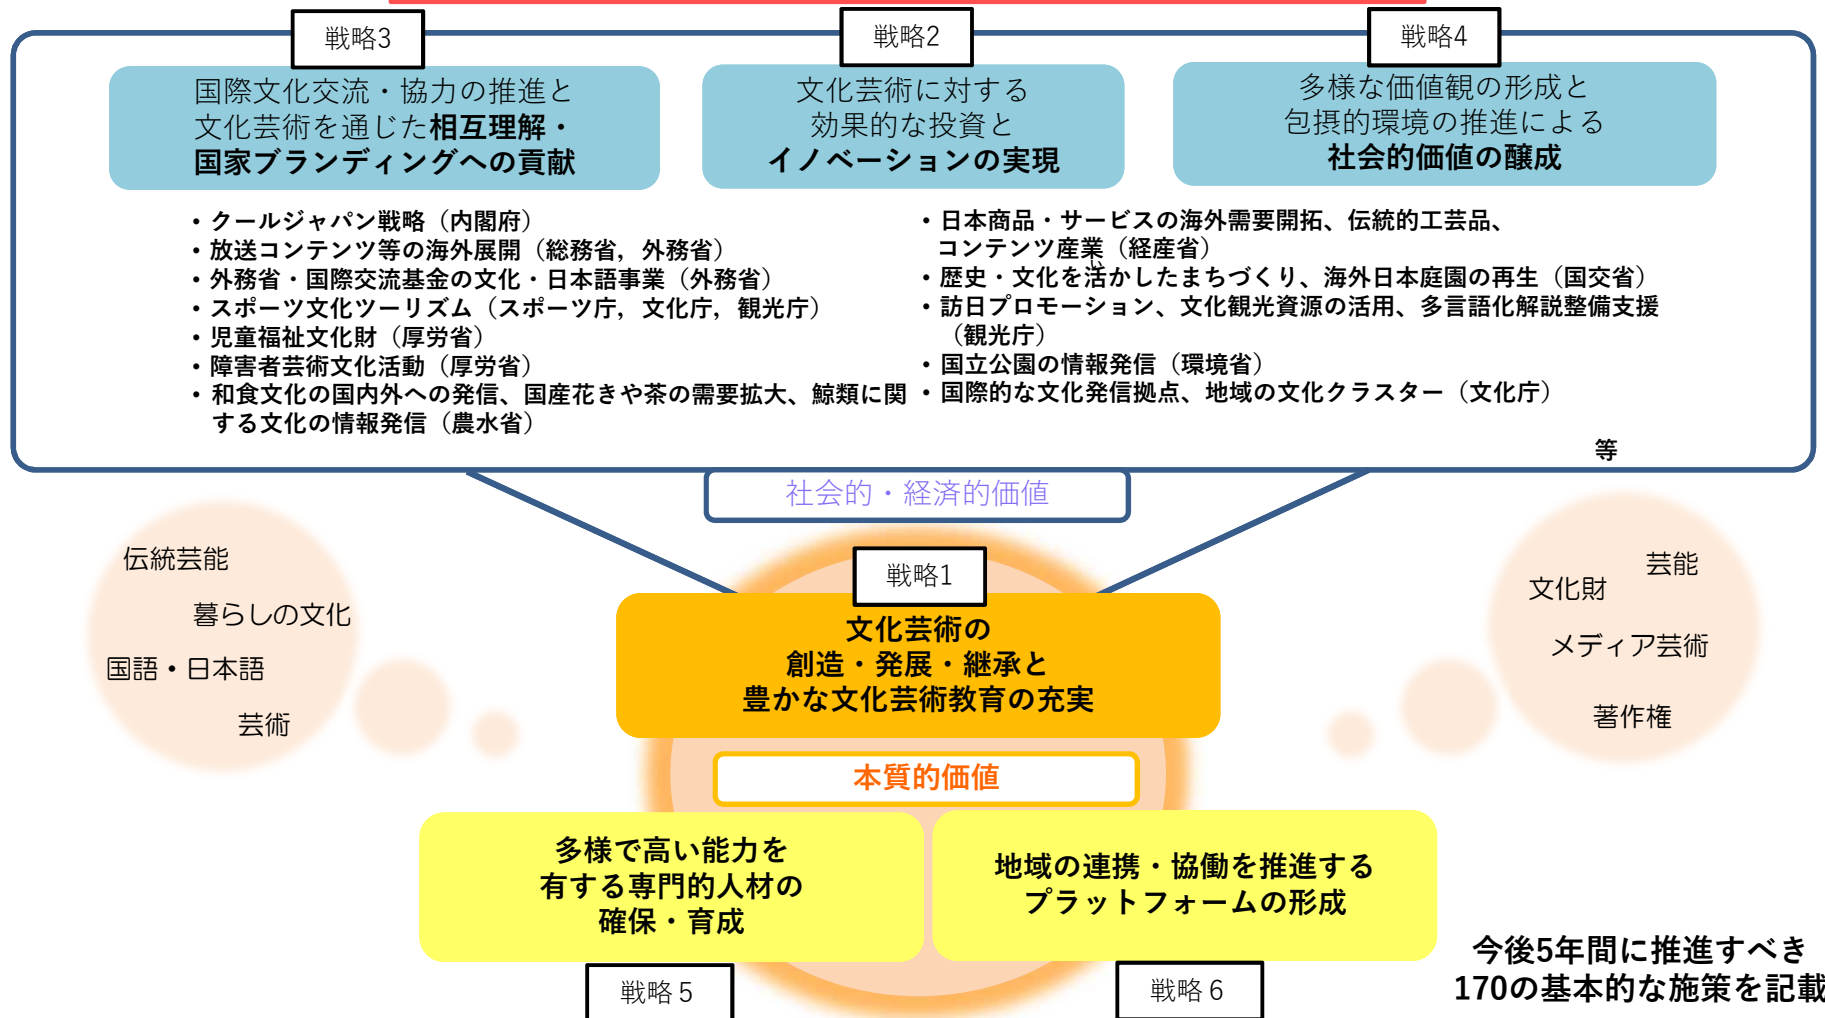 戦略3
国際文化交流・協力の推進と
文化芸術を通じた相互理解・
国家ブランディングへの貢献
戦略2
文化芸術に対する
効果的な投資と
イノベーションの実現
戦略4
多様な価値観の形成と
包摂的環境の推進による
社会的価値の醸成
・クールジャパン戦略（内閣府）
・放送コンテンツ等の海外展開（総務省，外務省）
・外務省・国際交流基金の文化・日本語事業（外務省）
・スポーツ文化ツーリズム（スポーツ庁，文化庁，観光庁）
・児童福祉文化財（厚労省）
・障害者芸術文化活動（厚労省）
・和食文化の国内外への発信、国産花きや茶の需要拡大、鯨類に関
する文化の情報発信（農水省）
・日本商品・サービスの海外需要開拓、伝統的工芸品、
コンテンツ産業（経産省）
い
・歴史・文化を活かしたまちづくり、海外日本庭園の再生（国交省）
・訪日プロモーション、文化観光資源の活用、多言語化解説整備支援
（観光庁）
・国立公園の情報発信（環境省）
・国際的な文化発信拠点、地域の文化クラスター（文化庁）
等
社会的・経済的価値
伝統芸能
暮らしの文化
国語・日本語
芸術
戦略1
文化芸術の
創造・発展・継承と
豊かな文化芸術教育の充実
芸能
文化財
メディア芸術
著作権
本質的価値
多様で高い能力を
有する専門的人材の
確保・育成
戦略５
地域の連携・協働を推進する
プラットフォームの形成
戦略６
今後5年間に推進すべき
170の基本的な施策を記載